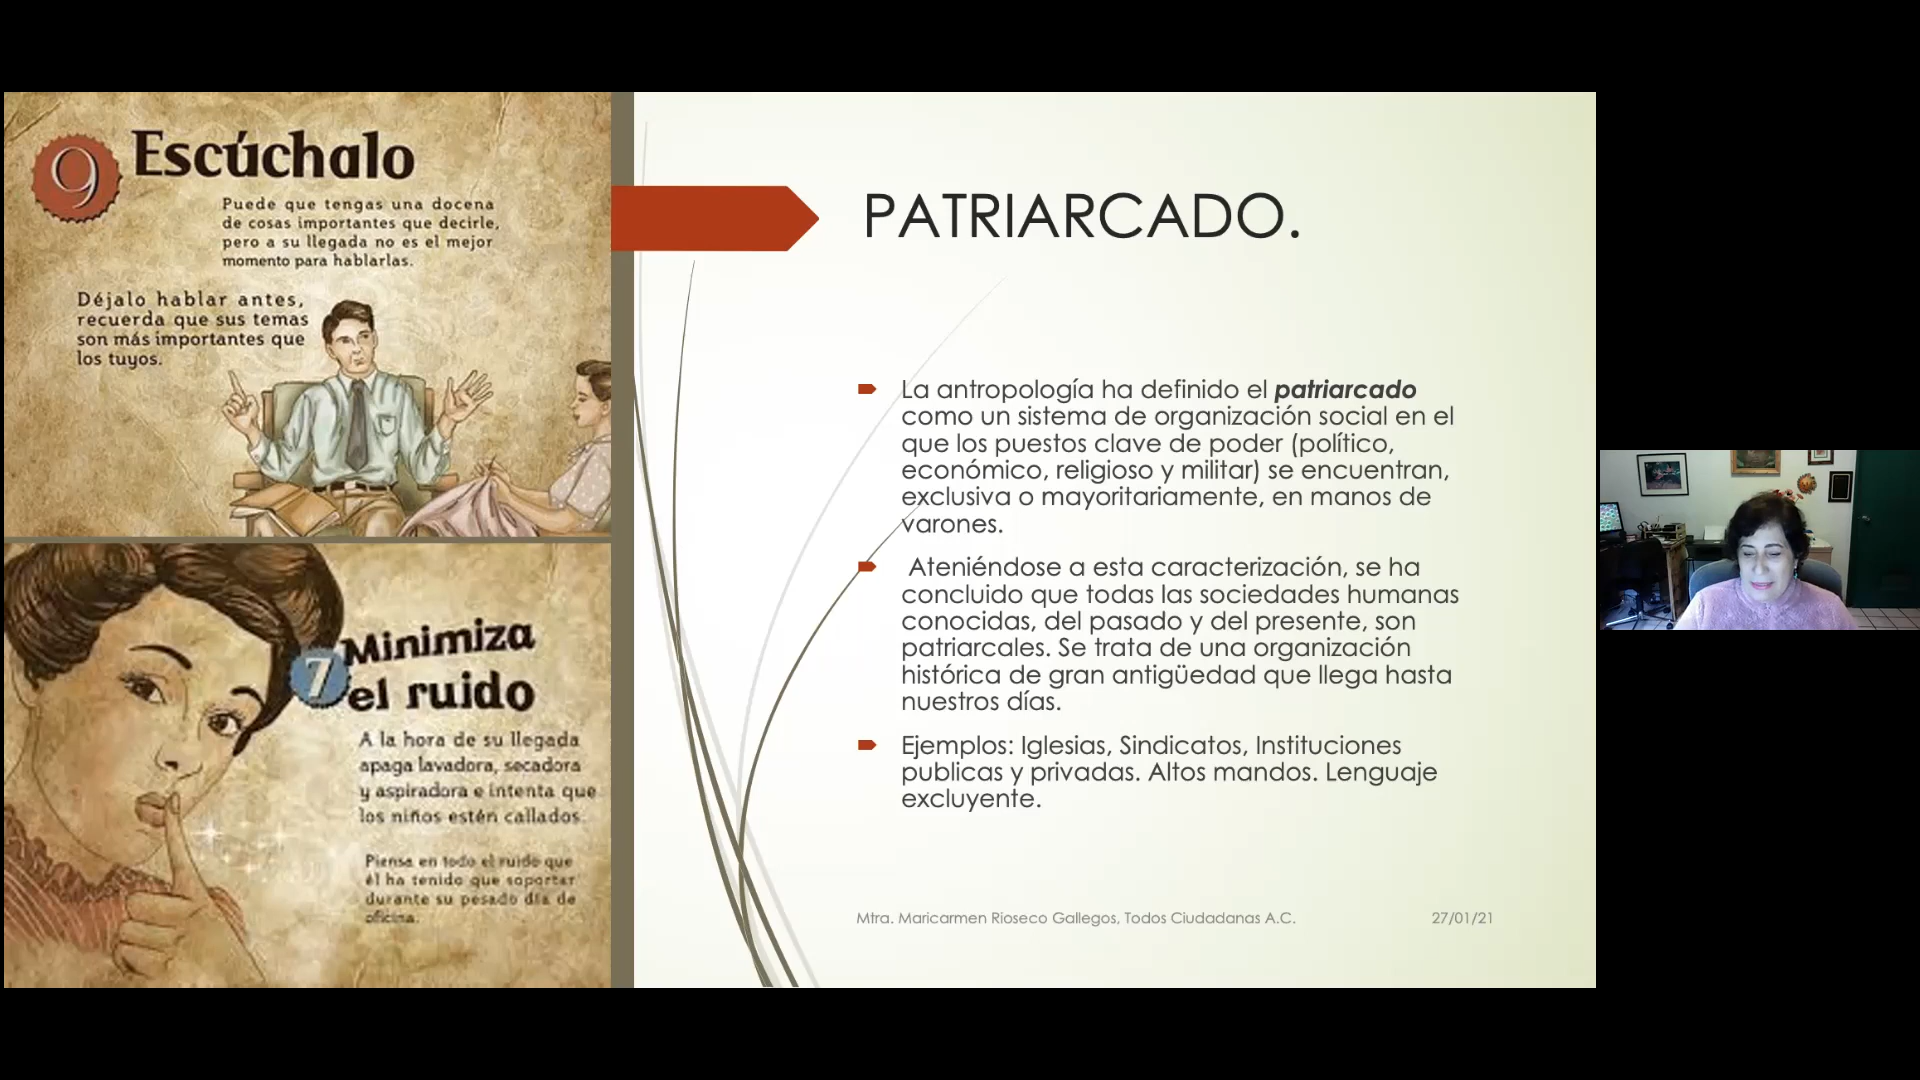 9 Escúchalo
Puede que tengas una docena
de cosas importantes que decirle,
pero a su llegada no es el mejor
momento para hablarlas.
Déjalo hablar antes,
recuerda que sus temas
son más importantes que
los tuyos.
7 Minimiza
el ruido
A la hora de su llegada
apaga lavadora, secadora
y aspiradora e intenta que
los niños estén callados.
Piensa en todo el ruido que
él ha tenido que soportar
durante su pesado día de
oficina.
PATRIARCADO.
La antropología ha definido el patriarcado
como un sistema de organización social en el
que los puestos clave de poder (político,
económico, religioso y militar) se encuentran,
exclusiva o mayoritariamente, en manos de
varones.
Ateniéndose a esta caracterización, se ha
concluido que todas las sociedades humanas
conocidas, del pasado y del presente, son
patriarcales. Se trata de una organización
histórica de gran antigüedad que llega hasta
nuestros días.
Ejemplos: Iglesias, Sindicatos, Instituciones
publicas y privadas. Altos mandos. Lenguaje
excluyente.
Mtra. Maricarmen Rioseco Gallegos, Todos Ciudadanas A.C.
27/01/21